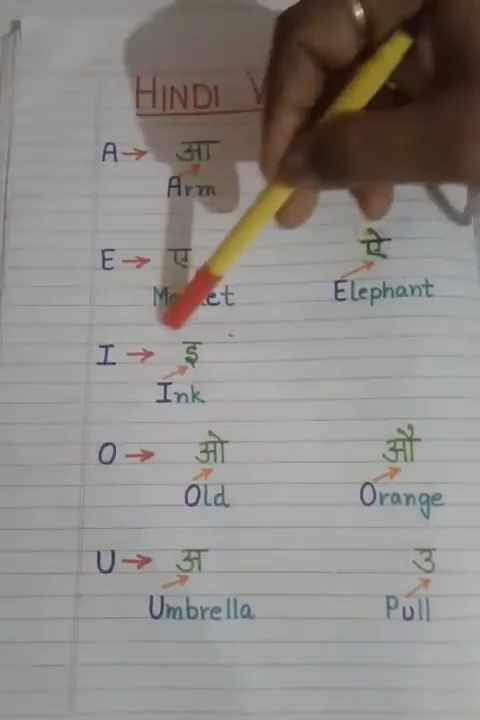 HINDI
A → आ
Arm
E → ए ऐ
Elephant
I → इ
Ink
O → ओ औ
Old Orange
U → अ उ
Umbrella Pull